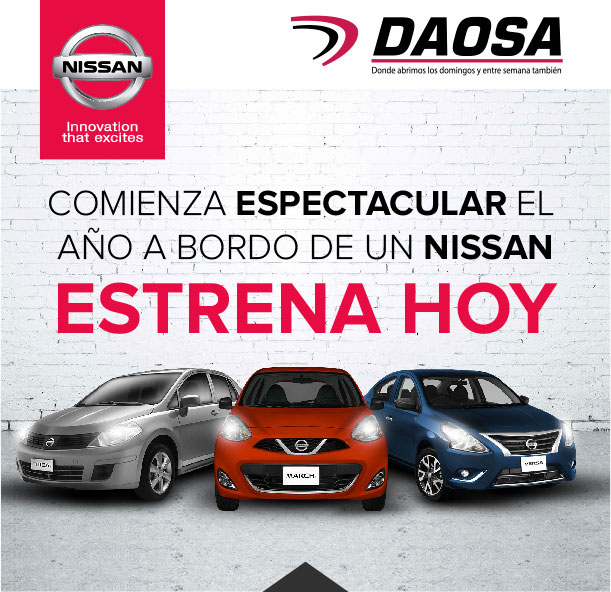 NISSAN
Innovation
that excites
DAOSA
Donde abrimos los domingos y entre semana también
COMIENZA ESPECTACULAR EL
AÑO A BORDO DE UN NISSAN
ESTRENA HOY
TIIDA
MARCH
VERSA